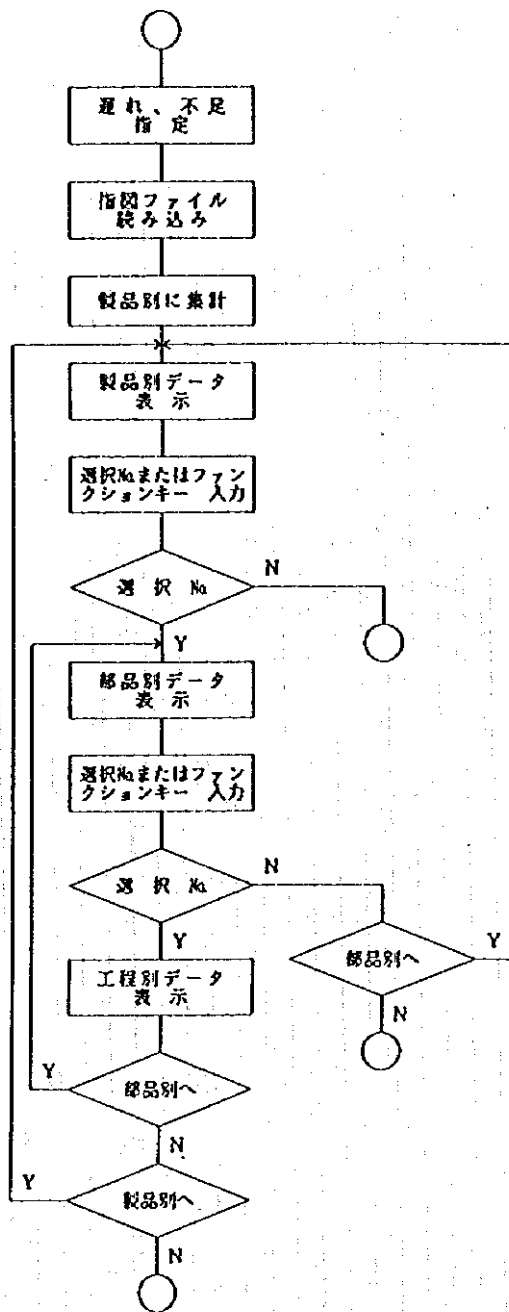 遅れ、不足
指定
指図ファイル
読み込み
製品別に集計
製品別データ
表示
選択Noまたはファン
クションキー 入力
選択 No
N
Y
部品別データ
表示
選択Noまたはファン
クションキー 入力
選択 No
N
Y
部品別へ
Y
N
工程別データ
表示
部品別へ
Y
N
製品別へ
Y
N